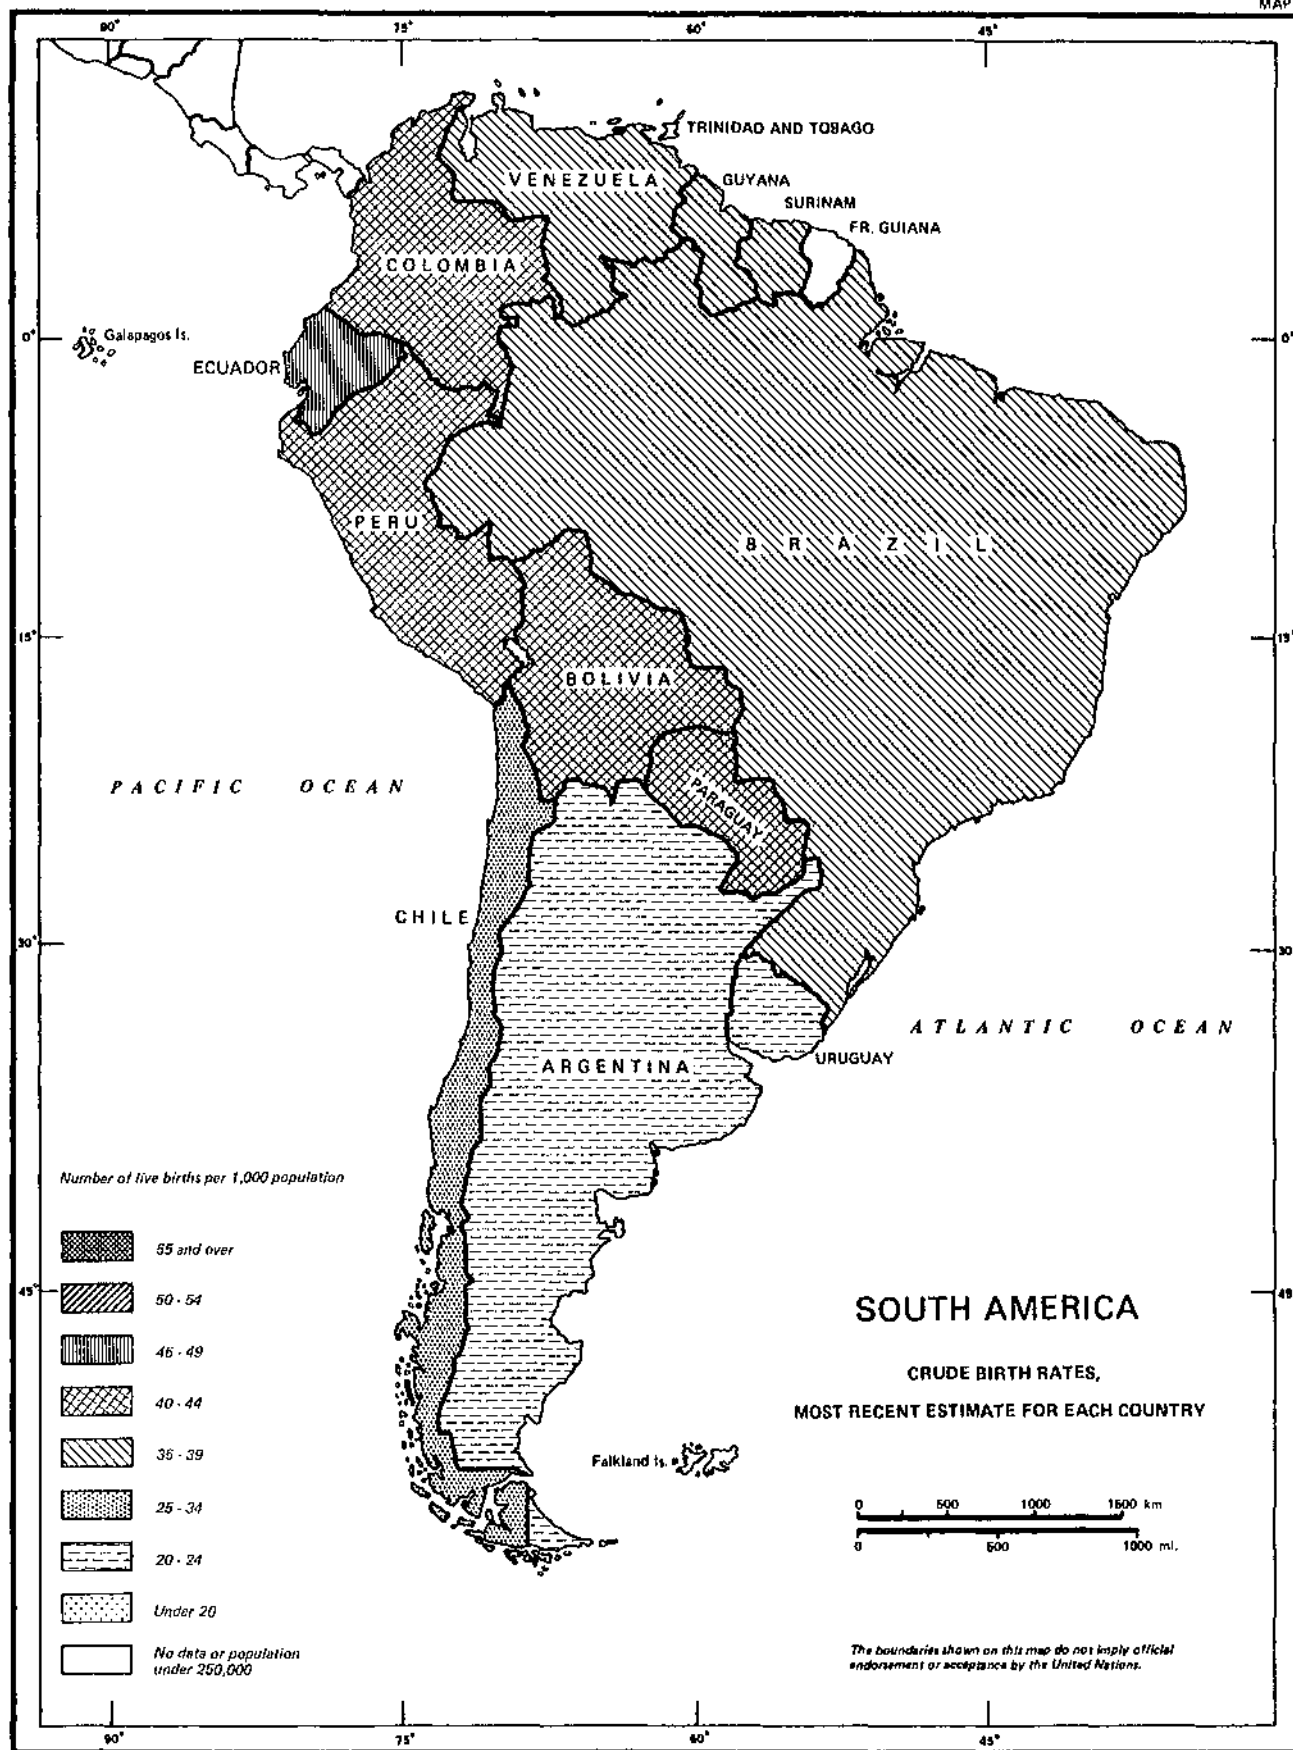 MAP
90°
75°
60°
45°
TRINIDAD AND TOBAGO
VENEZUELA
GUYANA
SURINAM
FR. GUIANA
COLOMBIA
0°
Galapagos Is.
0°
ECUADOR
PERU
BRAZIL
15°
15°
BOLIVIA
PACIFIC OCEAN
PARAGUAY
CHILE
30°
30°
ATLANTIC OCEAN
URUGUAY
ARGENTINA
Number of live births per 1,000 population
55 and over
50 - 54
45°
45°
SOUTH AMERICA
46 - 49
CRUDE BIRTH RATES,
40 - 44
MOST RECENT ESTIMATE FOR EACH COUNTRY
35 - 39
Falkland Is.
25 - 34
0 500 1000 1500 km
20 - 24
0 500 1000 mi.
Under 20
No data or population
under 250,000
The boundaries shown on this map do not imply official
endorsement or acceptance by the United Nations.
90°
75°
60°
45°